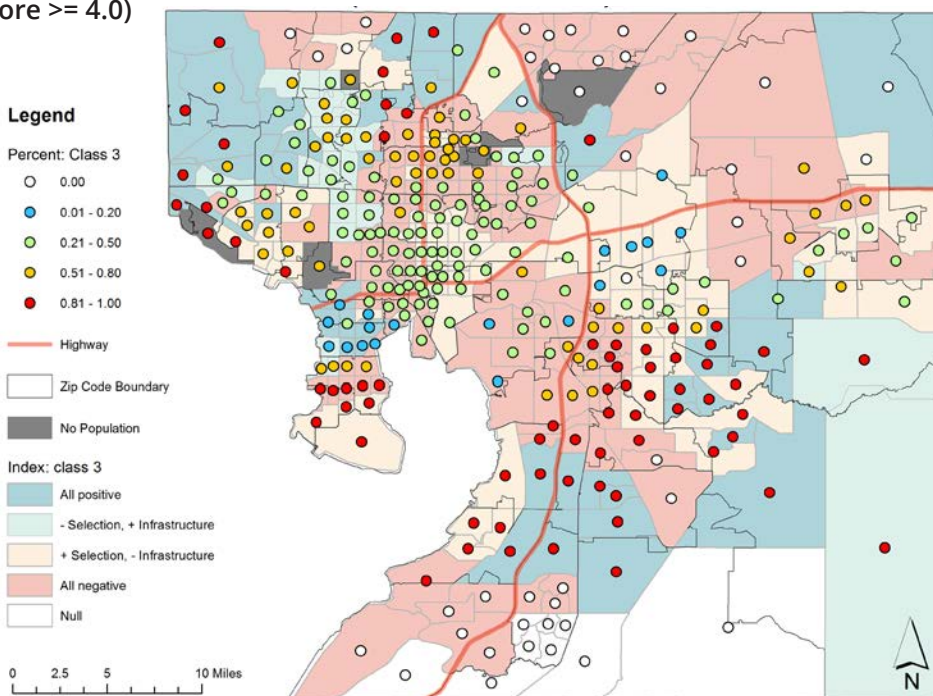 ore >= 4.0)
Legend
Percent: Class 3
0.00
0.01 - 0.20
0.21 - 0.50
0.51 - 0.80
0.81 - 1.00
Highway
Zip Code Boundary
No Population
Index: class 3
All positive
- Selection, + Infrastructure
+ Selection, - Infrastructure
All negative
Null
0 2.5 5 10 Miles
N